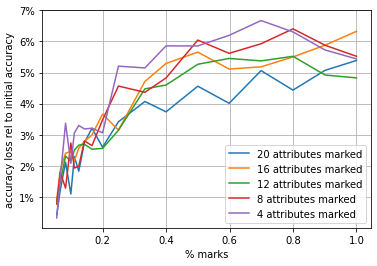 7%
6%
5%
4%
3%
2%
1%
accuracy loss rel to initial accuracy
0.2
0.4
0.6
0.8
1.0
% marks
20 attributes marked
16 attributes marked
12 attributes marked
8 attributes marked
4 attributes marked